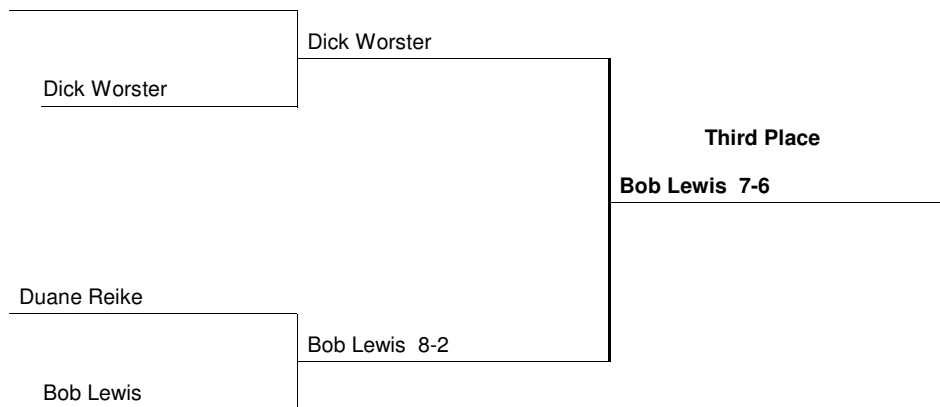 Dick Worster
Dick Worster
Third Place
Bob Lewis 7-6
Duane Reike
Bob Lewis 8-2
Bob Lewis